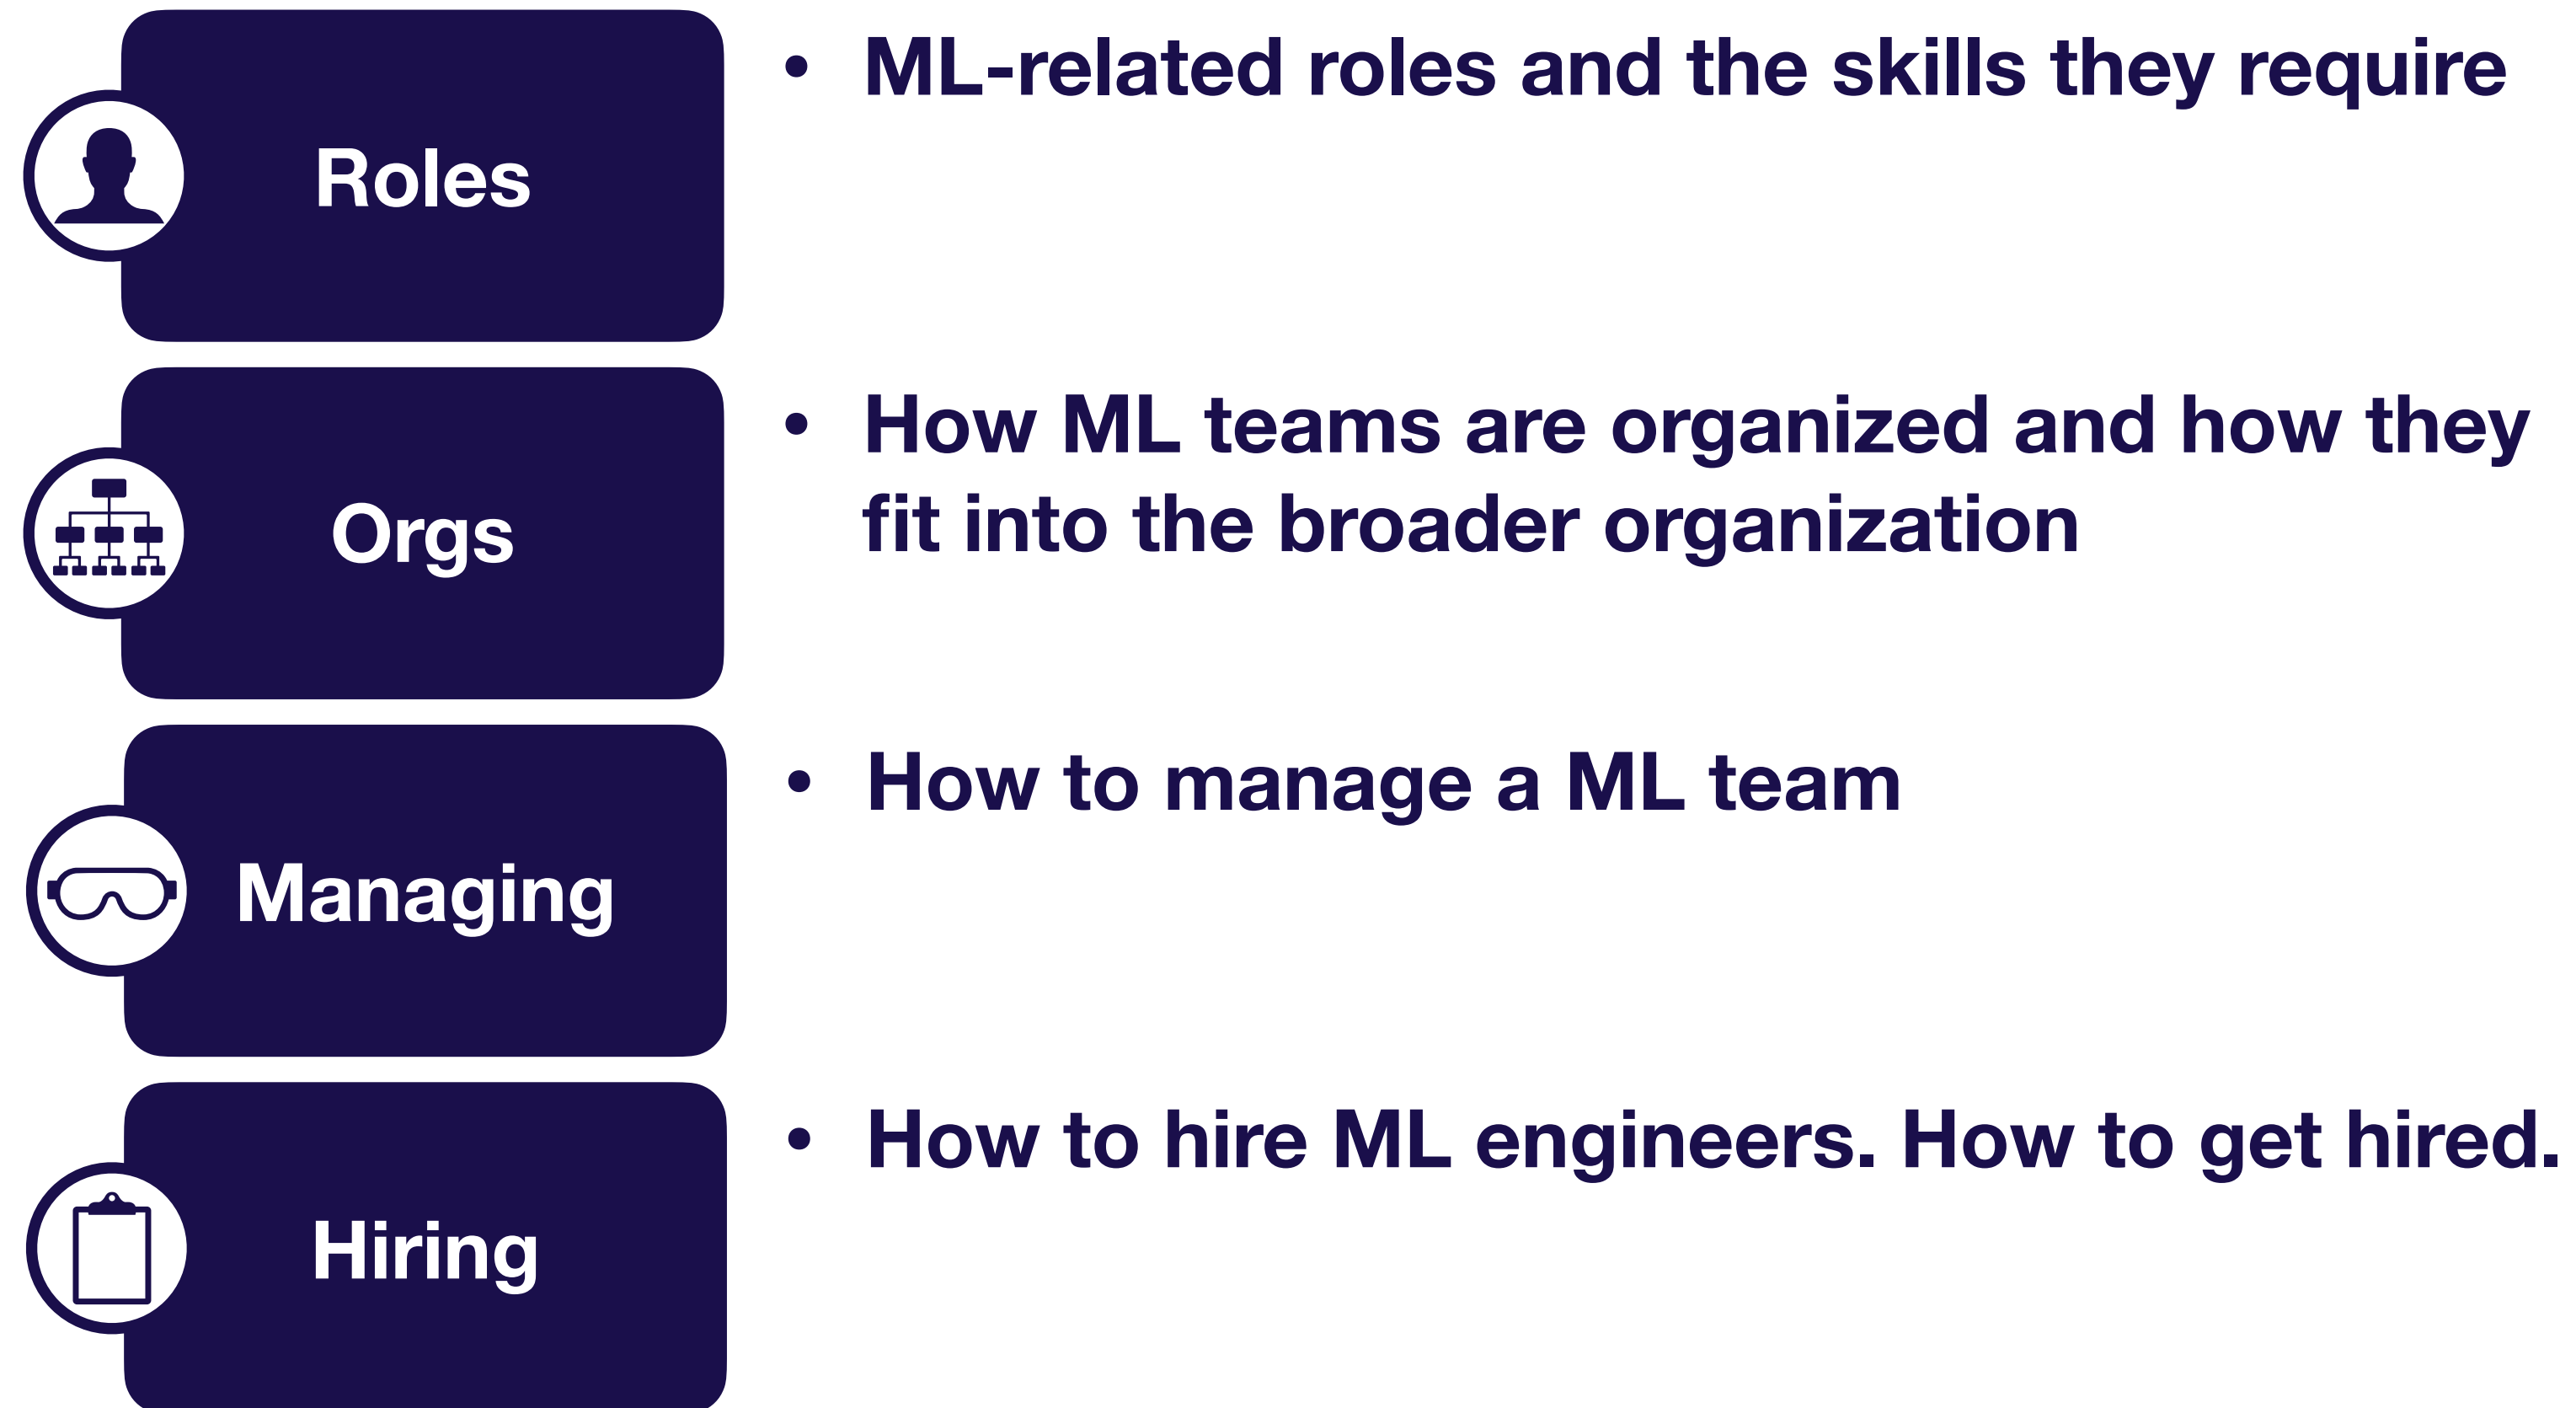 Roles
• ML-related roles and the skills they require
Orgs
• How ML teams are organized and how they
fit into the broader organization
Managing
• How to manage a ML team
Hiring
• How to hire ML engineers. How to get hired.